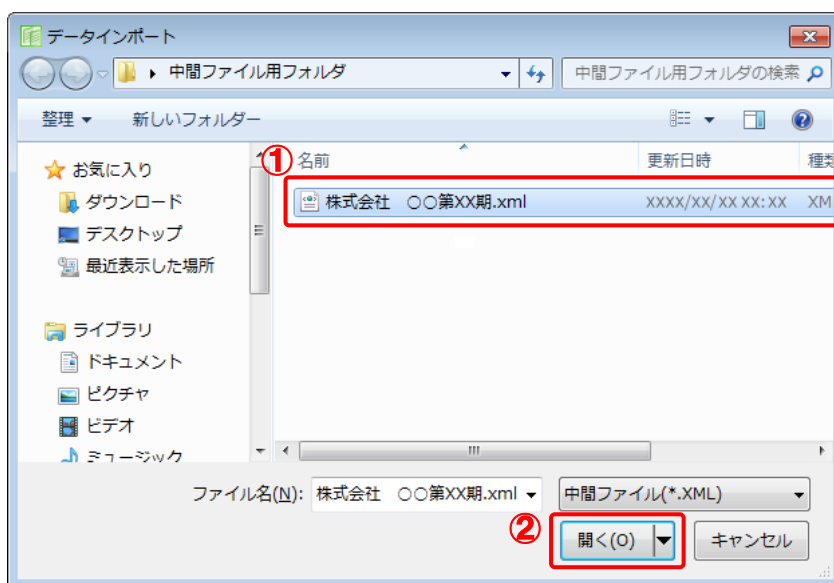 データインポート
中間ファイル用フォルダ
中間ファイル用フォルダの検索
整理 新しいフォルダー
① 名前 更新日時 種類
お気に入り
株式会社 〇〇第XX期.xml XXXX/XX/XX XX:XX XM
ダウンロード
デスクトップ
最近表示した場所
ライブラリ
ドキュメント
ピクチャ
ビデオ
ミュージック
ファイル名(N): 株式会社 〇〇第XX期.xml 中間ファイル(*.XML)
② 開く(O) キャンセル